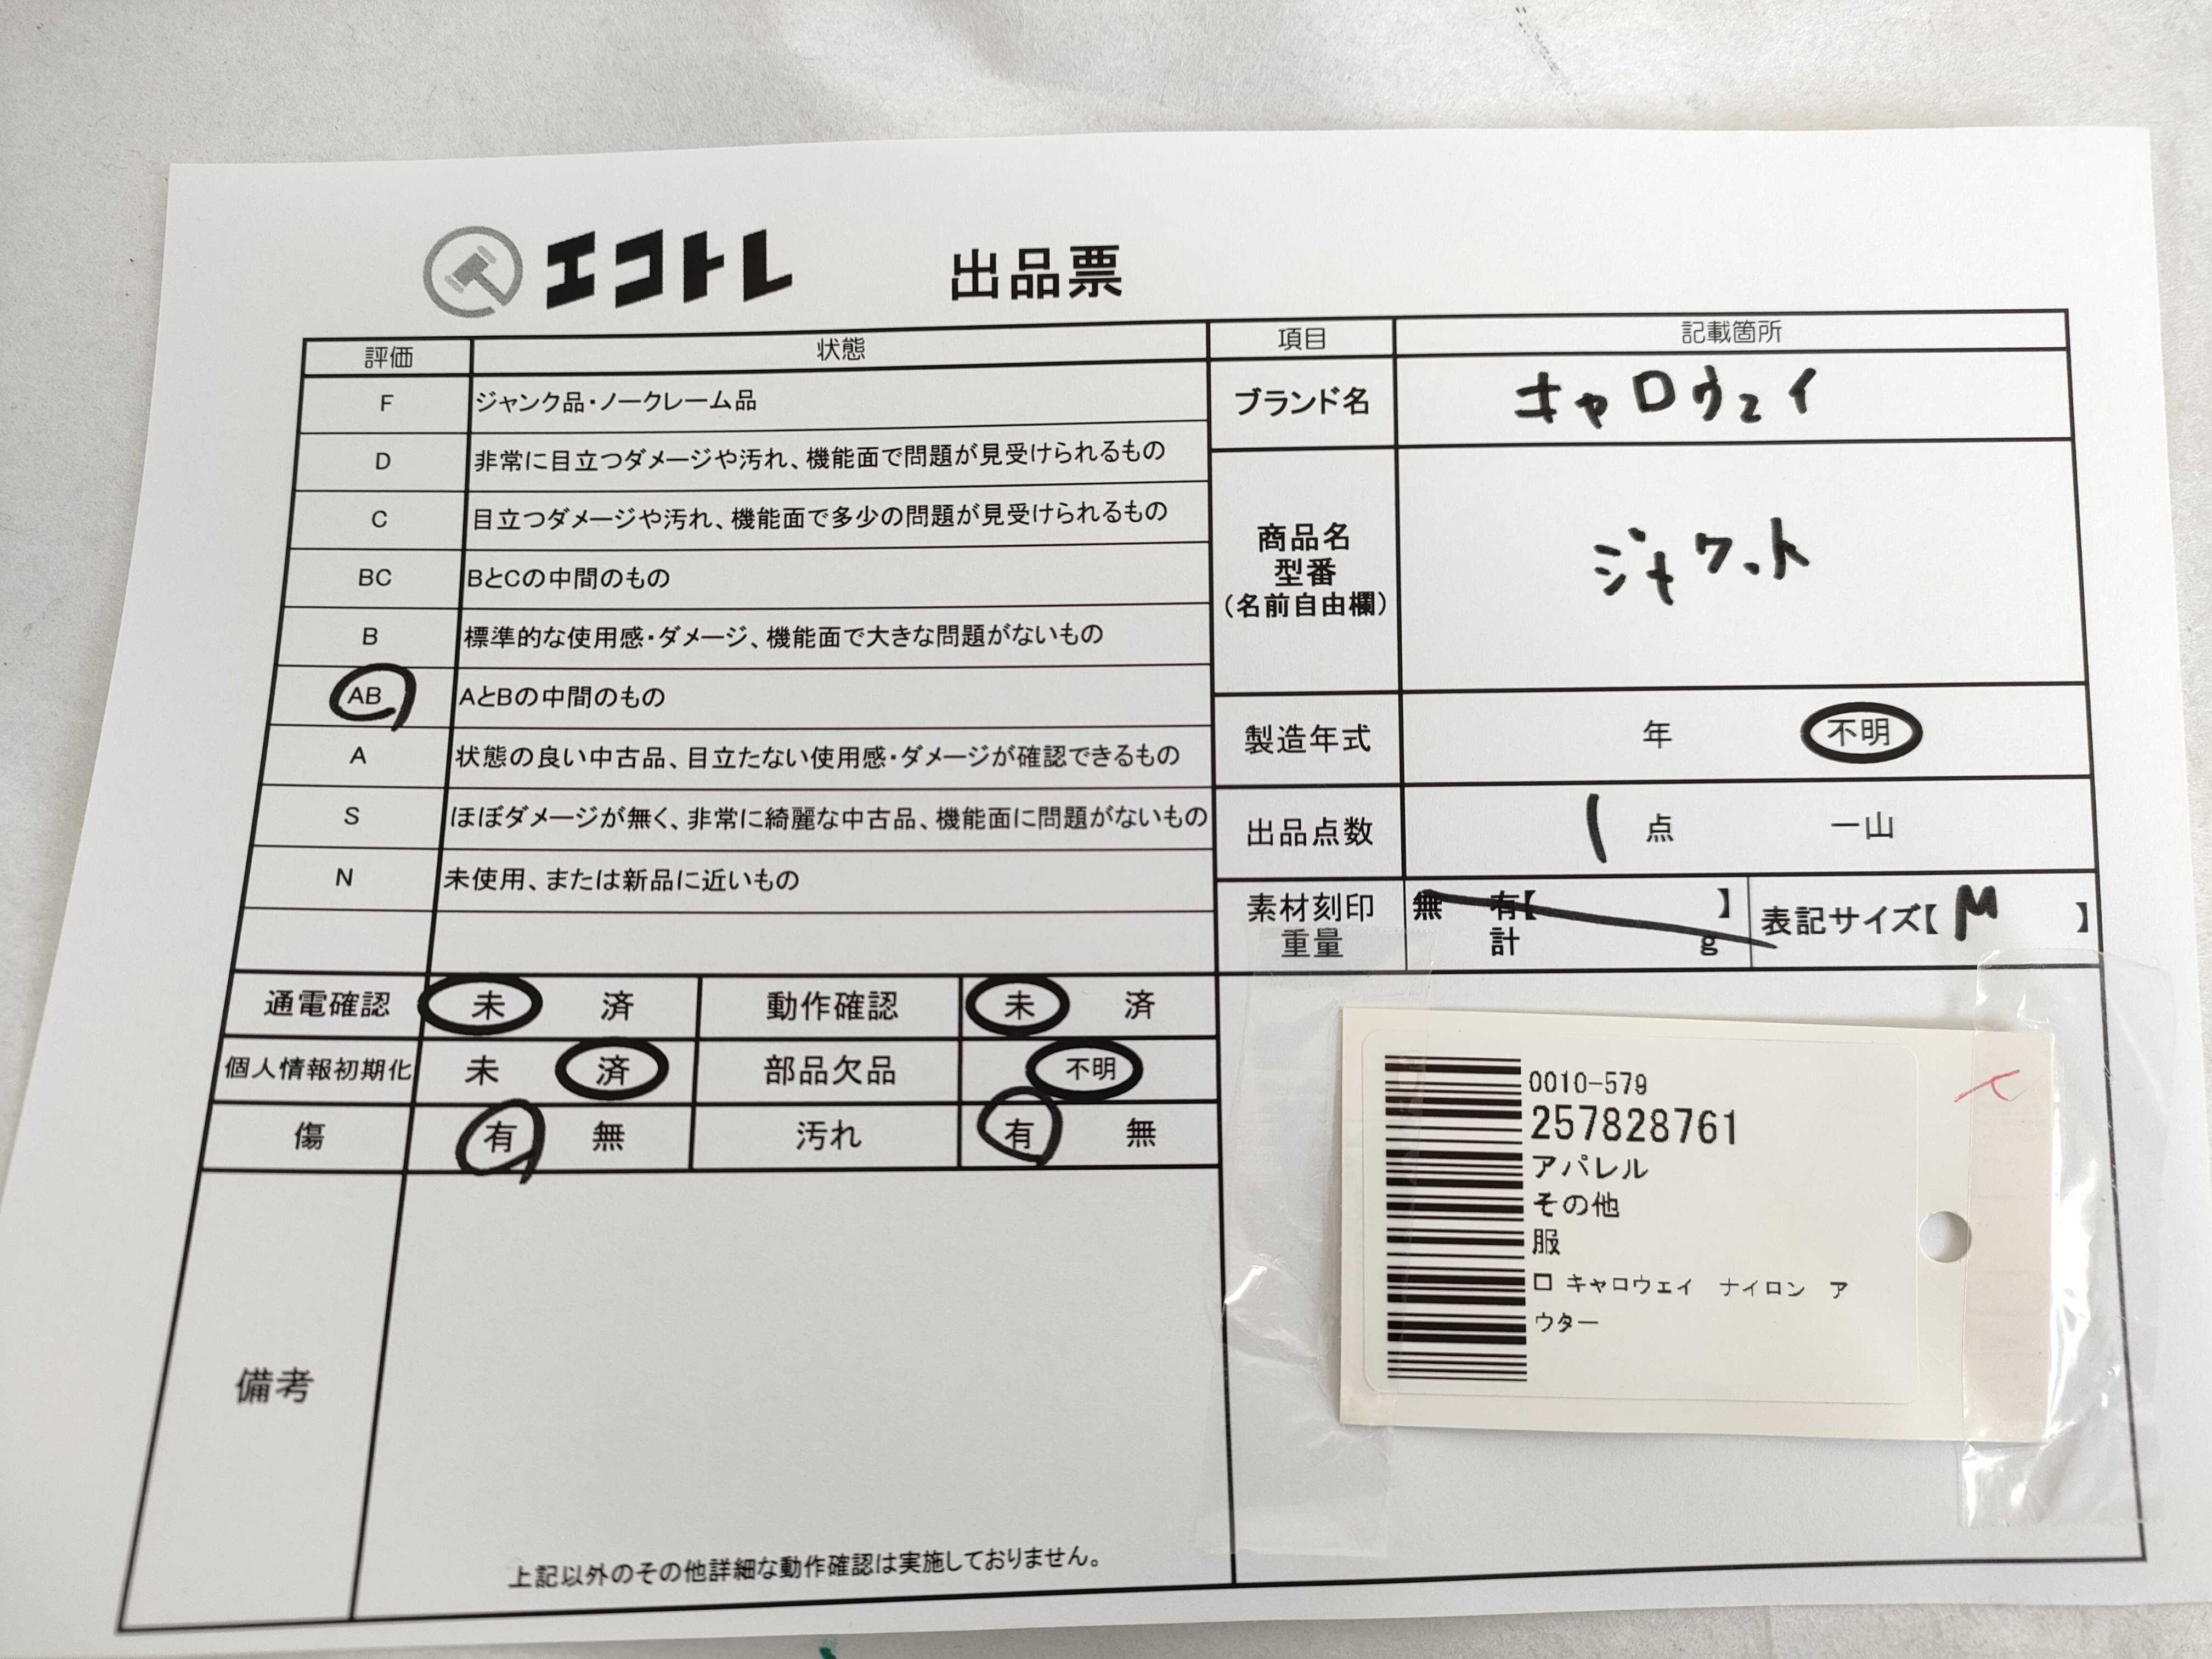 エコトレ 出品票
評価 状態
F ジャンク品・ノークレーム品
D 非常に目立つダメージや汚れ、機能面で問題が見受けられるもの
C 目立つダメージや汚れ、機能面で多少の問題が見受けられるもの
BC BとCの中間のもの
B 標準的な使用感・ダメージ、機能面で大きな問題がないもの
AB AとBの中間のもの
A 状態の良い中古品、目立たない使用感・ダメージが確認できるもの
S ほぼダメージが無く、非常に綺麗な中古品、機能面に問題がないもの
N 未使用、または新品に近いもの
項目 記載箇所
ブランド名 キャロウェイ
商品名
型番
(名前自由欄)
ジャケット
製造年式 年 不明
出品点数 1 点 一山
素材刻印 無 有【 】
重量 計 g
表記サイズ【 M 】
通電確認 未 済 動作確認 未 済
個人情報初期化 未 済 部品欠品 不明
傷 有 無 汚れ 有 無
備考
上記以外のその他詳細な動作確認は実施しておりません。
0010-579
257828761
アパレル
その他
服
ロ キャロウェイ ナイロン ア
ウター